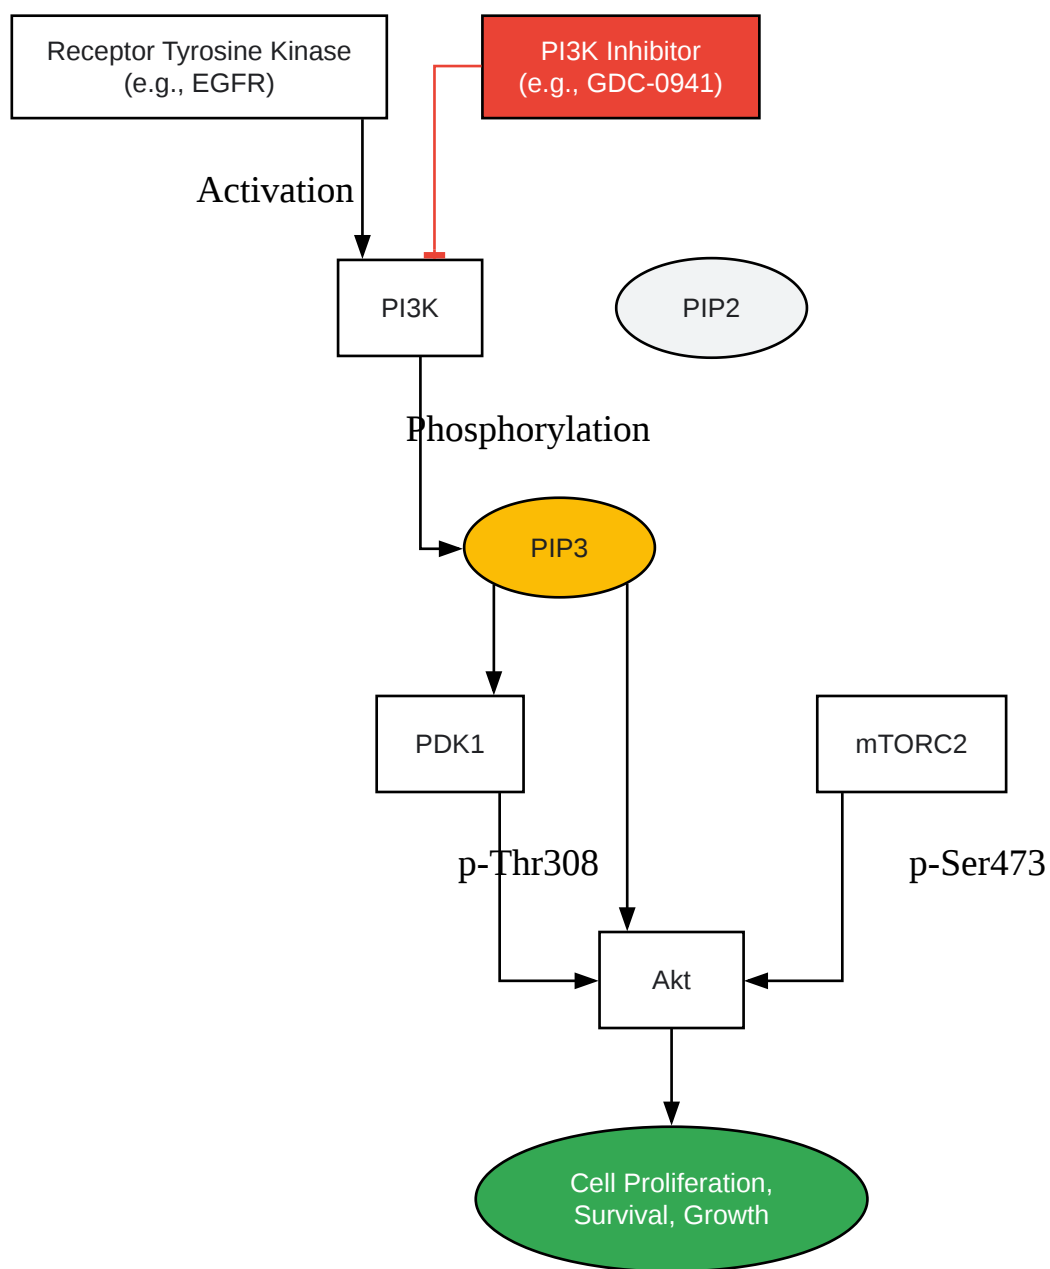 Receptor Tyrosine Kinase
(e.g., EGFR)
PI3K Inhibitor
(e.g., GDC-0941)
Activation
PI3K
PIP2
Phosphorylation
PIP3
PDK1
mTORC2
p-Thr308
p-Ser473
Akt
Cell Proliferation,
Survival, Growth